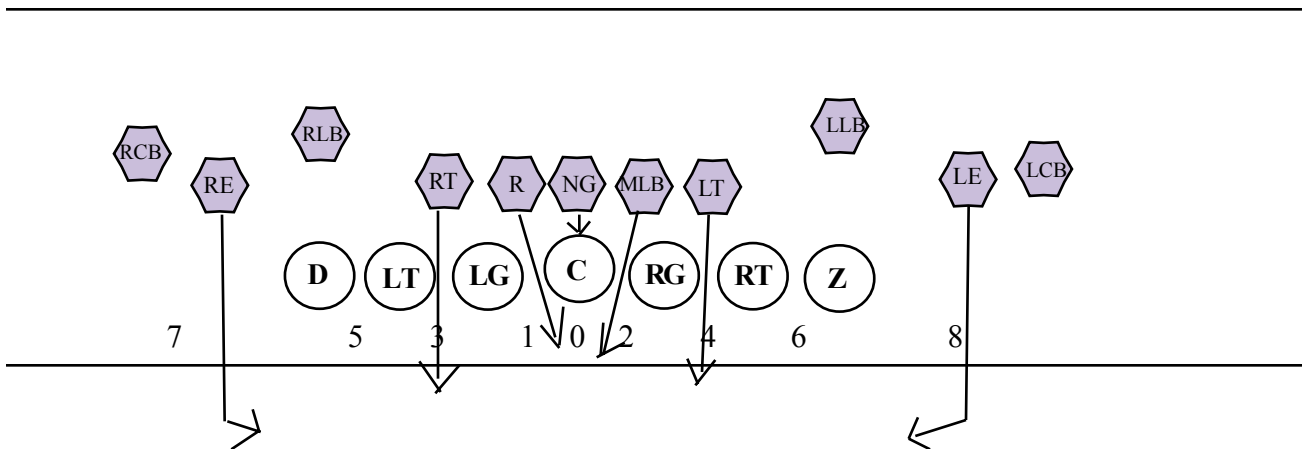 RCB RE RLB RT R NG MLB LT LLB LE LCB
D LT LG C RG RT Z
7 5 3 1 0 2 4 6 8